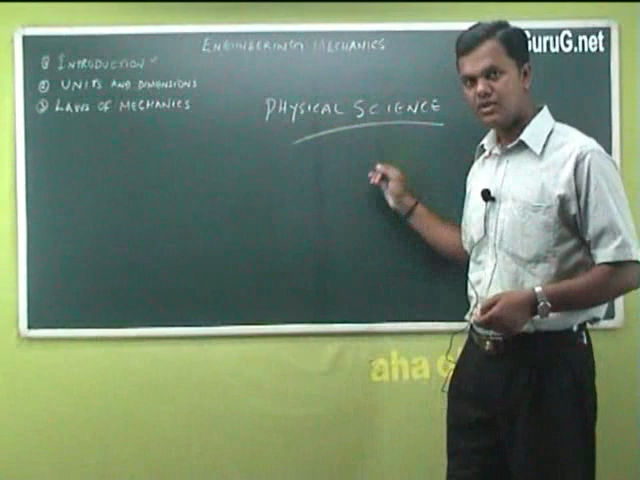 ENGINEERING MECHANICS
GuruG.net
① INTRODUCTION
② UNITS AND DIMENSIONS
③ LAWS OF MECHANICS
PHYSICAL SCIENCE
aha